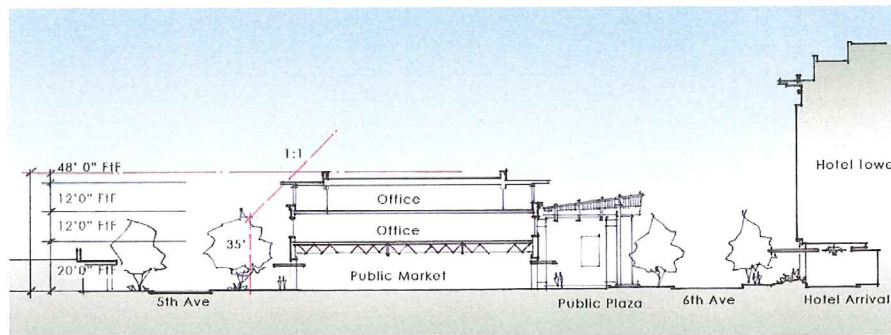 1:1
48' 0" FtF
Hotel Towe
12'0" FtF
Office
12'0" FtF
Office
35'
20'0" FtF
Public Market
5th Ave
Public Plaza
6th Ave
Hotel Arrival